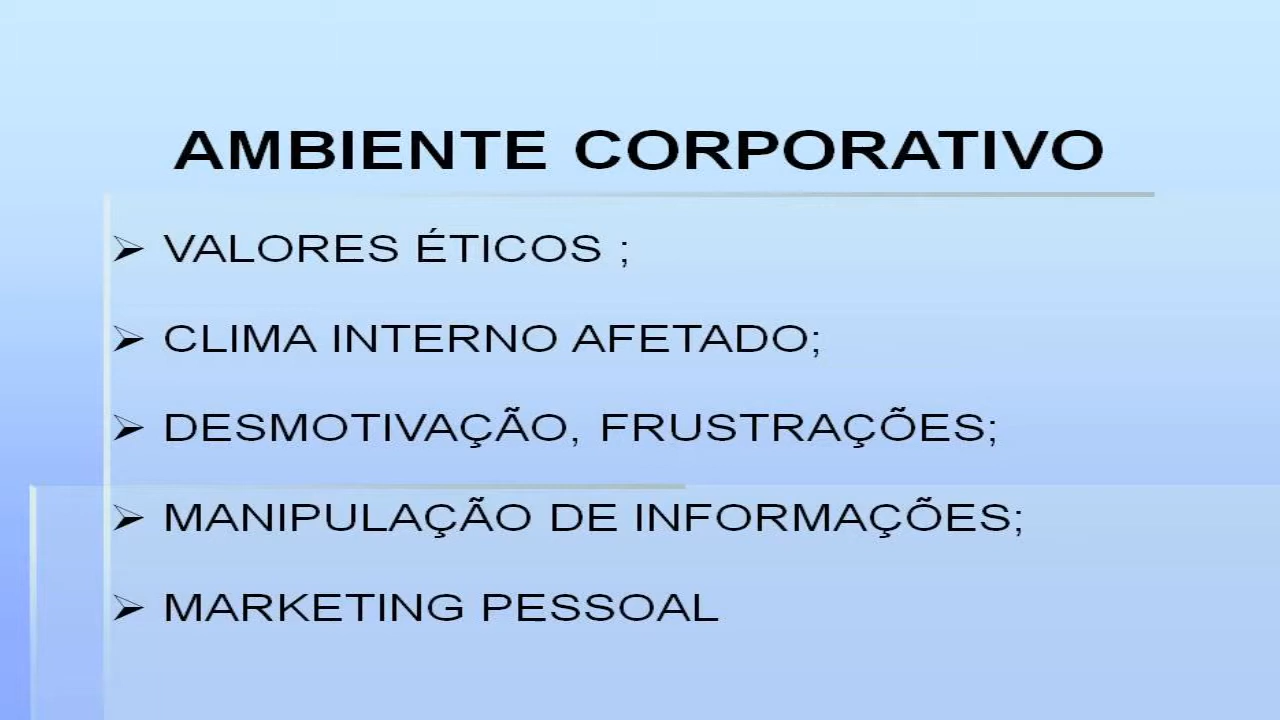 AMBIENTE CORPORATIVO
➢ VALORES ÉTICOS ;
➢ CLIMA INTERNO AFETADO;
➢ DESMOTIVAÇÃO, FRUSTRAÇÕES;
➢ MANIPULAÇÃO DE INFORMAÇÕES;
➢ MARKETING PESSOAL